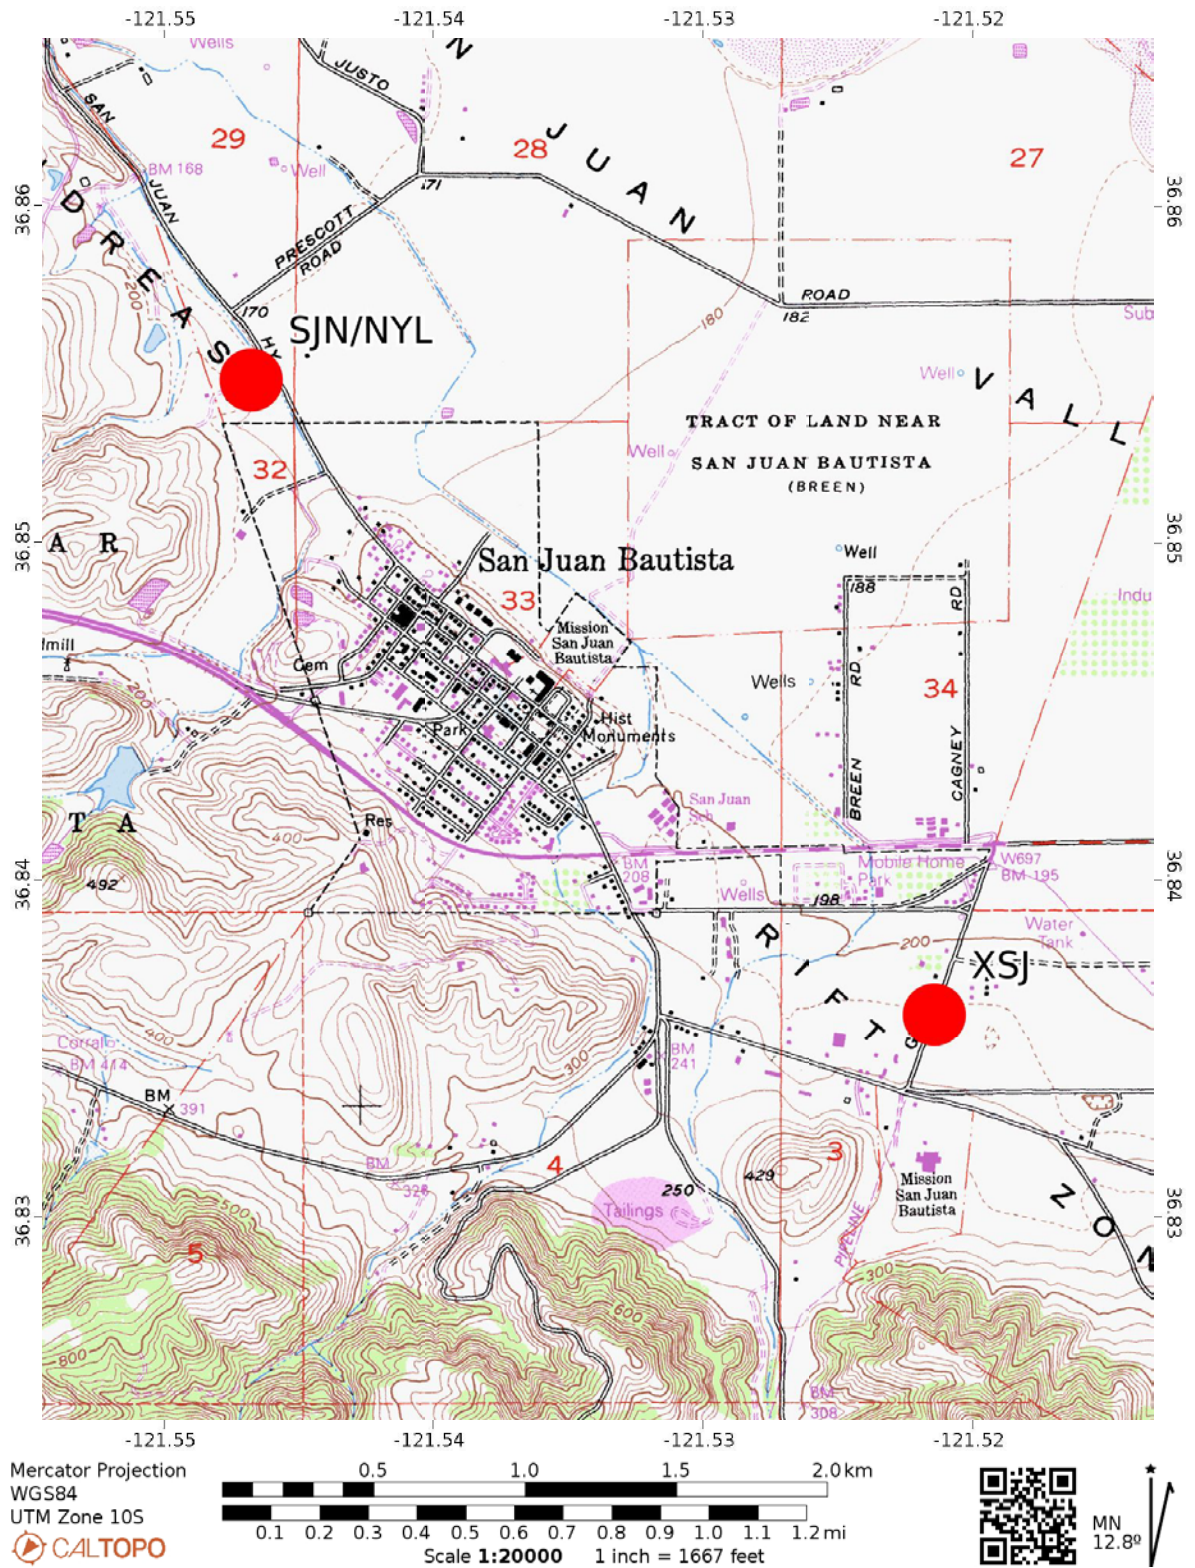 -121.55 -121.54 -121.53 -121.52
Wells
N
JUSTO
SAN
29
28
J U A N
27
BM 168
Well
JUAN
171
36.86
36.86
D R E A S
PRESCOTT
ROAD
200
170
HY
SJN/NYL
180
ROAD
182
Sub
Well
V A L L
TRACT OF LAND NEAR
SAN JUAN BAUTISTA
(BREEN)
Well
32
36.85
36.85
A R
San Juan Bautista
Well
188
RD
33
Indu
Mission
San Juan
Bautista
lmill
Cem
Wells
RD
34
200
Hist
Monuments
Park
BREEN
CAGNEY
T A
400
Res
San Juan
Sch
492
36.84
36.84
BM
208
Mobile Home
Park
W697
BM 195
Wells
198
R I F T
200
Water
Tank
XSJ
G
400
Corral
BM 414
300
BM
241
BM
391
BM
326
4
429
3
250
Mission
San Juan
Bautista
36.83
36.83
Tailings
PIPELINE
Z O N
500
5
300
600
800
BM
308
-121.55 -121.54 -121.53 -121.52
Mercator Projection
WGS84
UTM Zone 10S
CALTOPO
0.5 1.0 1.5 2.0 km
0.1 0.2 0.3 0.4 0.5 0.6 0.7 0.8 0.9 1.0 1.1 1.2 mi
Scale 1:20000 1 inch = 1667 feet
MN
12.8º